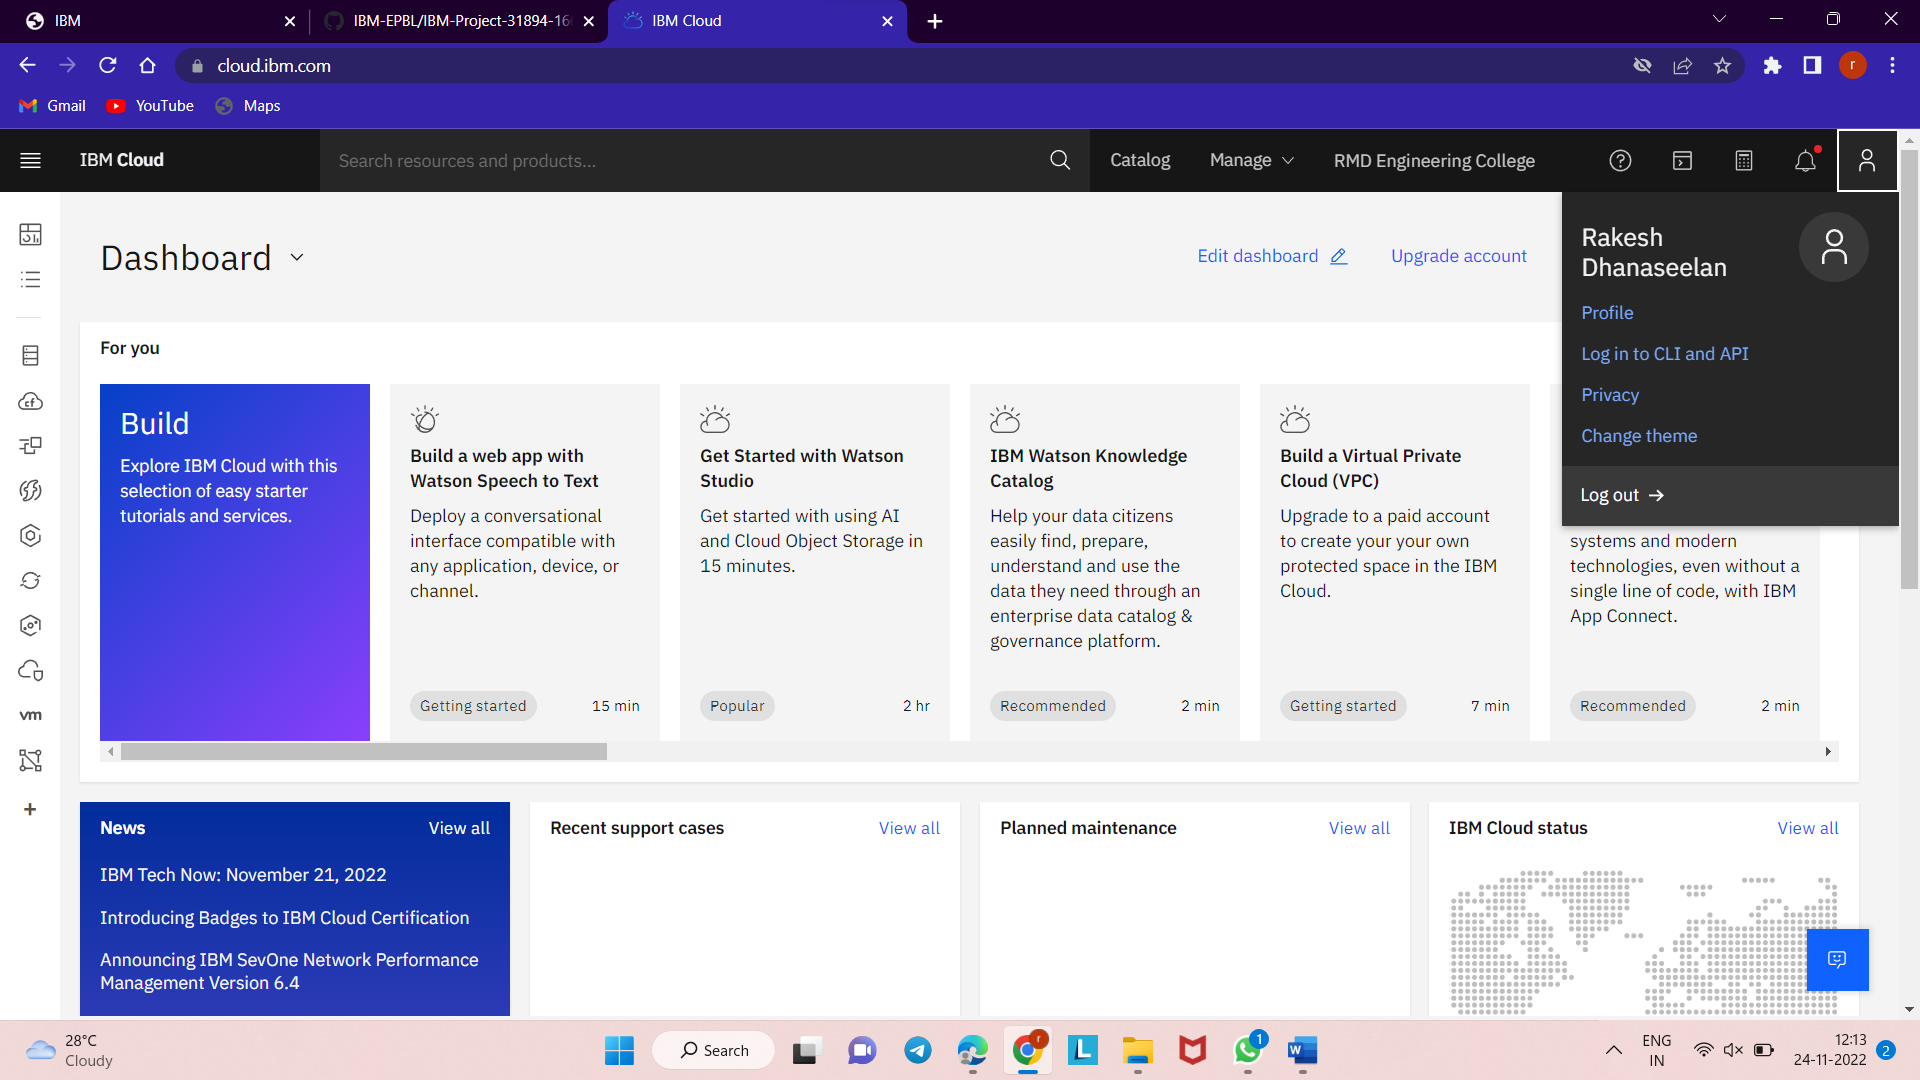 IBM
IBM-EPBL/IBM-Project-31894-16
IBM Cloud
cloud.ibm.com
r
Gmail
YouTube
Maps
IBM Cloud
Search resources and products...
Catalog
Manage
RMD Engineering College
Dashboard
Edit dashboard
Upgrade account
Rakesh
Dhanaseelan
Profile
Log in to CLI and API
Privacy
Change theme
Log out
For you
Build
Explore IBM Cloud with this
selection of easy starter
tutorials and services.
Build a web app with
Watson Speech to Text
Deploy a conversational
interface compatible with
any application, device, or
channel.
Getting started
15 min
Get Started with Watson
Studio
Get started with using AI
and Cloud Object Storage in
15 minutes.
Popular
2 hr
IBM Watson Knowledge
Catalog
Help your data citizens
easily find, prepare,
understand and use the
data they need through an
enterprise data catalog &
governance platform.
Recommended
2 min
Build a Virtual Private
Cloud (VPC)
Upgrade to a paid account
to create your your own
protected space in the IBM
Cloud.
Getting started
7 min
systems and modern
technologies, even without a
single line of code, with IBM
App Connect.
Recommended
2 min
cf
vm
News
View all
IBM Tech Now: November 21, 2022
Introducing Badges to IBM Cloud Certification
Announcing IBM SevOne Network Performance
Management Version 6.4
Recent support cases
View all
Planned maintenance
View all
IBM Cloud status
View all
28°C
Cloudy
Search
r
L
1
W
ENG
IN
12:13
24-11-2022
2